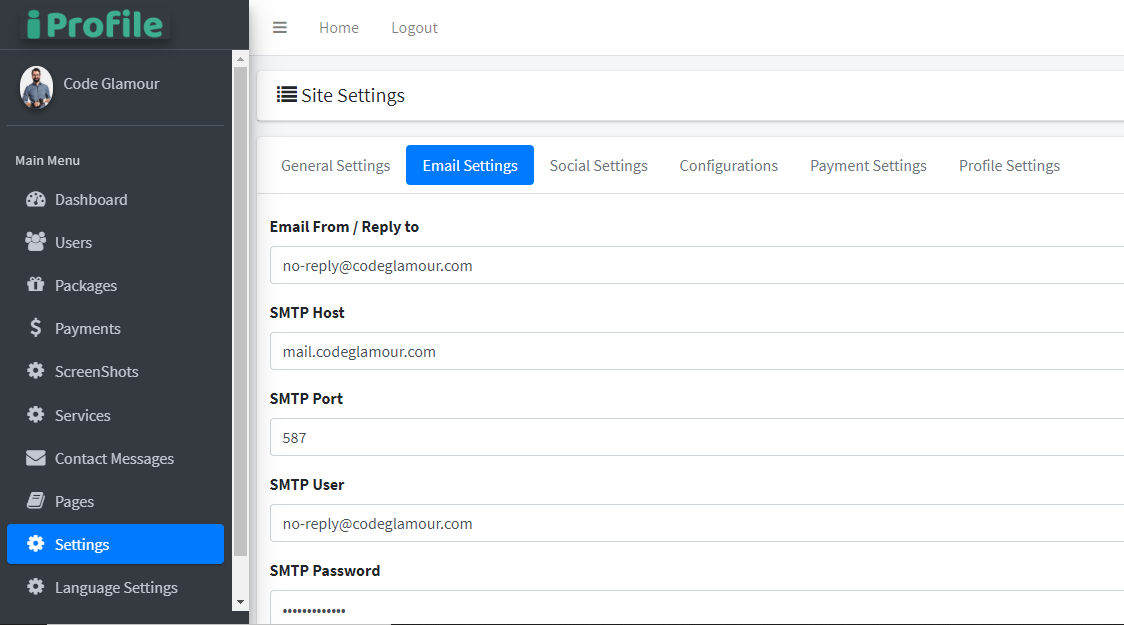 iProfile
Home
Logout
Code Glamour
Main Menu
Dashboard
Users
Packages
Payments
ScreenShots
Services
Contact Messages
Pages
Settings
Language Settings
Site Settings
General Settings
Email Settings
Social Settings
Configurations
Payment Settings
Profile Settings
Email From / Reply to
no-reply@codeglamour.com
SMTP Host
mail.codeglamour.com
SMTP Port
587
SMTP User
no-reply@codeglamour.com
SMTP Password
•••••••••••••